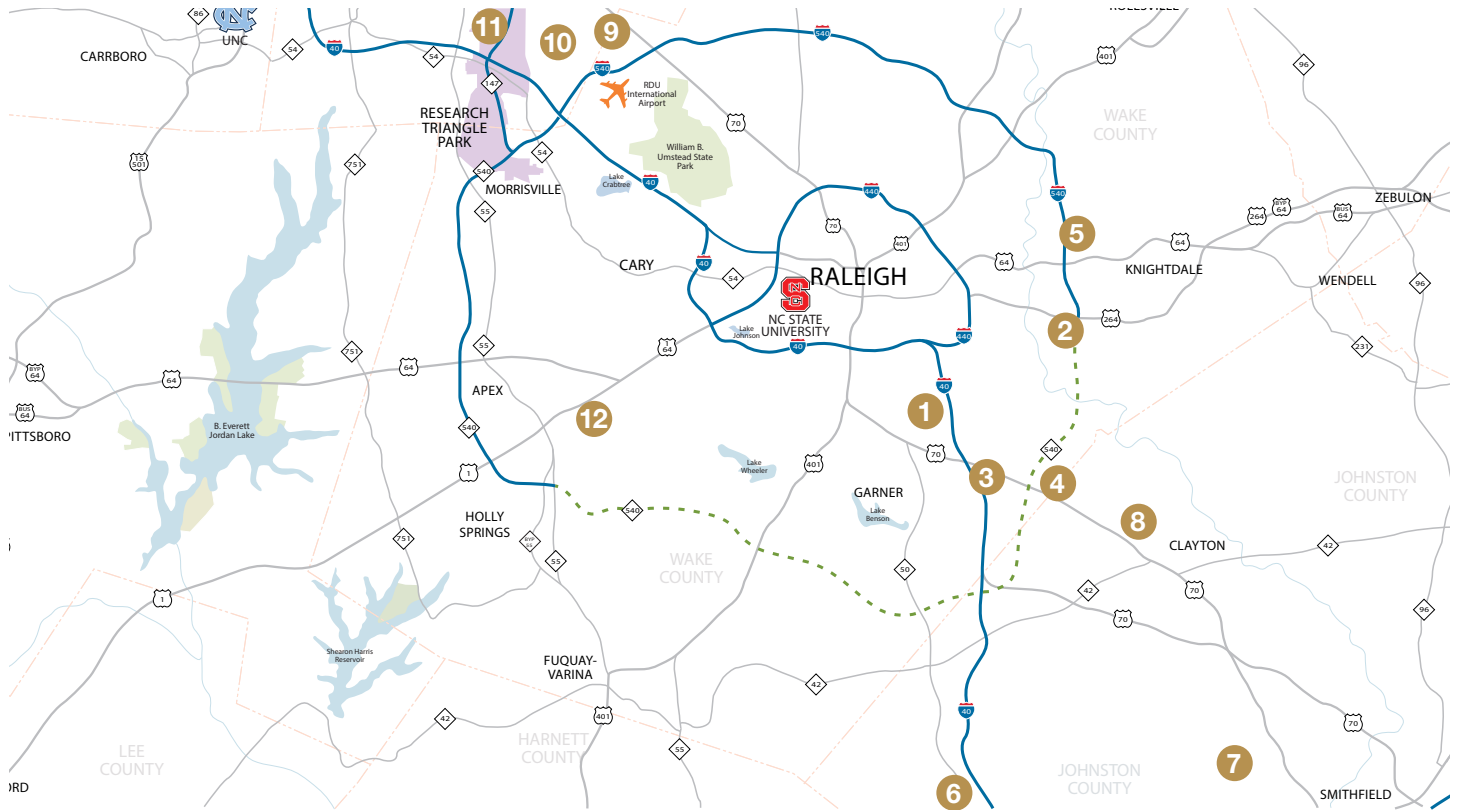 86
UNC
CARRBORO
54
40
54
11
10
9
540
147
RDU
International
Airport
540
401
ROLESVILLE
96
WAKE
COUNTY
RESEARCH
TRIANGLE
PARK
70
William B.
Umstead State
Park
15
501
751
54
540
MORRISVILLE
Lake
Crabtree
40
440
540
55
ZEBULON
BYP
64
264
BUS
64
5
70
401
64
64
CARY
40
54
RALEIGH
KNIGHTDALE
WENDELL
96
NC
S
NC STATE
UNIVERSITY
Lake
Johnson
2
264
440
40
1
64
55
751
231
BYP
64
64
64
APEX
40
BUS
64
PITTSBORO
B. Everett
Jordan Lake
12
1
540
540
70
401
Lake
Wheeler
1
3
4
GARNER
Lake
Benson
JOHNSTON
COUNTY
540
HOLLY
SPRINGS
8
751
BYP
55
55
WAKE
COUNTY
CLAYTON
42
50
42
70
1
70
96
Shearon Harris
Reservoir
FUQUAY-
VARINA
42
42
401
40
70
55
LEE
COUNTY
HARNETT
COUNTY
7
JOHNSTON
COUNTY
6
ORD
SMITHFIELD